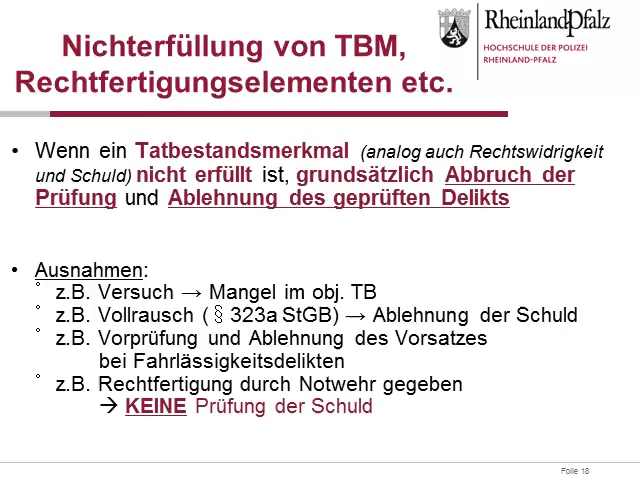 Nichterfüllung von TBM,
Rechtfertigungselementen etc.
RheinlandPfalz
HOCHSCHULE DER POLIZEI
RHEINLAND-PFALZ
• Wenn ein Tatbestandsmerkmal (analog auch Rechtswidrigkeit
und Schuld) nicht erfüllt ist, grundsätzlich Abbruch der
Prüfung und Ablehnung des geprüften Delikts
• Ausnahmen:
° z.B. Versuch → Mangel im obj. TB
° z.B. Vollrausch (§ 323a StGB) → Ablehnung der Schuld
° z.B. Vorprüfung und Ablehnung des Vorsatzes
bei Fahrlässigkeitsdelikten
° z.B. Rechtfertigung durch Notwehr gegeben
→ KEINE Prüfung der Schuld
Folie 18